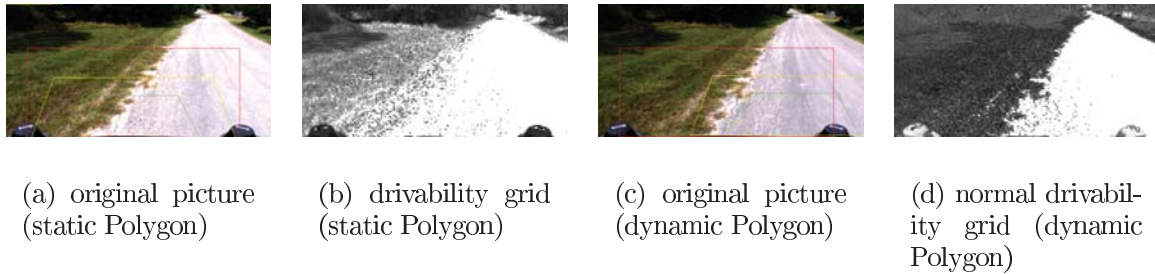 (a) original picture
(static Polygon)
(b) drivability grid
(static Polygon)
(c) original picture
(dynamic Polygon)
(d) normal drivabil-
ity grid (dynamic
Polygon)